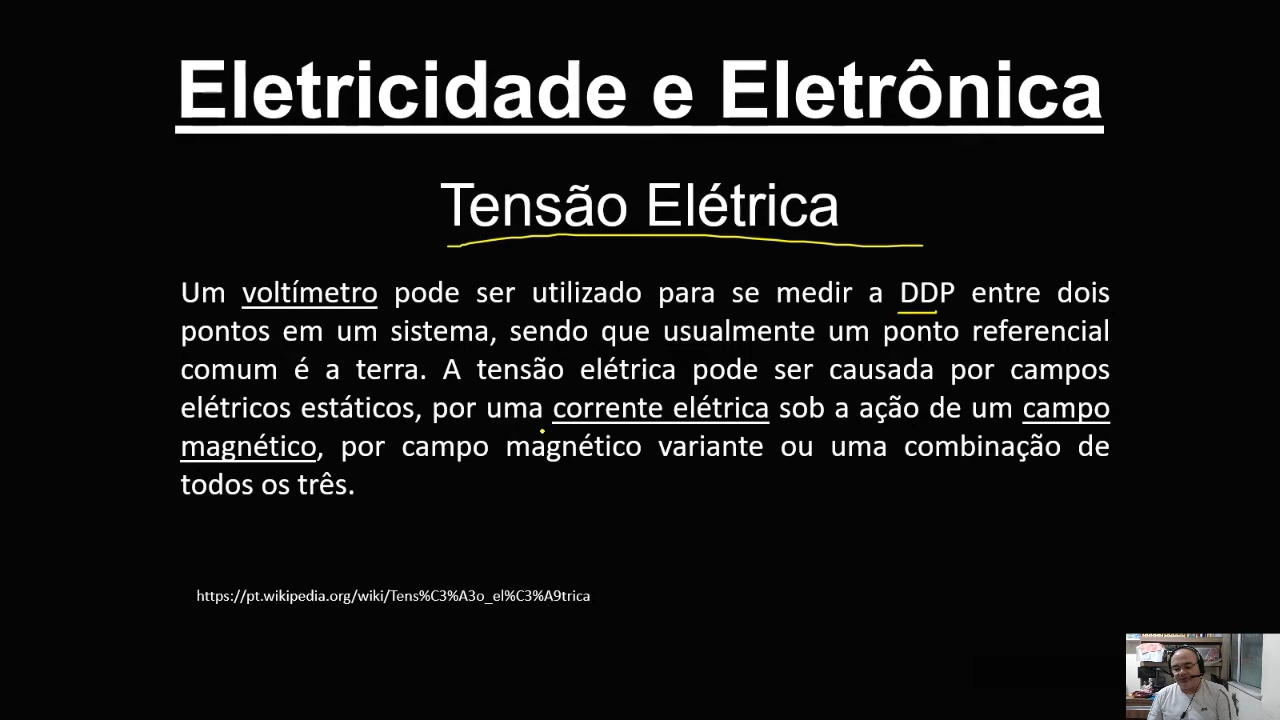 Eletricidade e Eletrônica
Tensão Elétrica
Um voltímetro pode ser utilizado para se medir a DDP entre dois
pontos em um sistema, sendo que usualmente um ponto referencial
comum é a terra. A tensão elétrica pode ser causada por campos
elétricos estáticos, por uma corrente elétrica sob a ação de um campo
magnético, por campo magnético variante ou uma combinação de
todos os três.
https://pt.wikipedia.org/wiki/Tens%C3%A3o_el%C3%A9trica